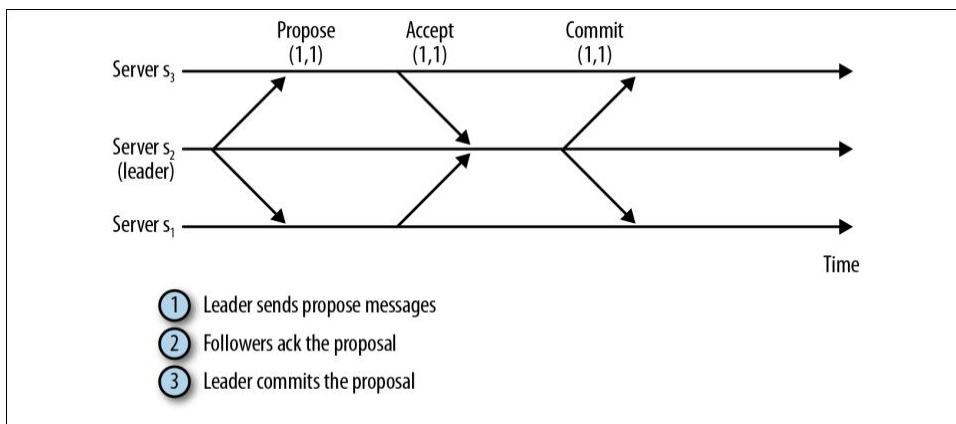 Propose
(1,1)
Accept
(1,1)
Commit
(1,1)
Server s3
Server s2
(leader)
Server s1
Time
1 Leader sends propose messages
2 Followers ack the proposal
3 Leader commits the proposal